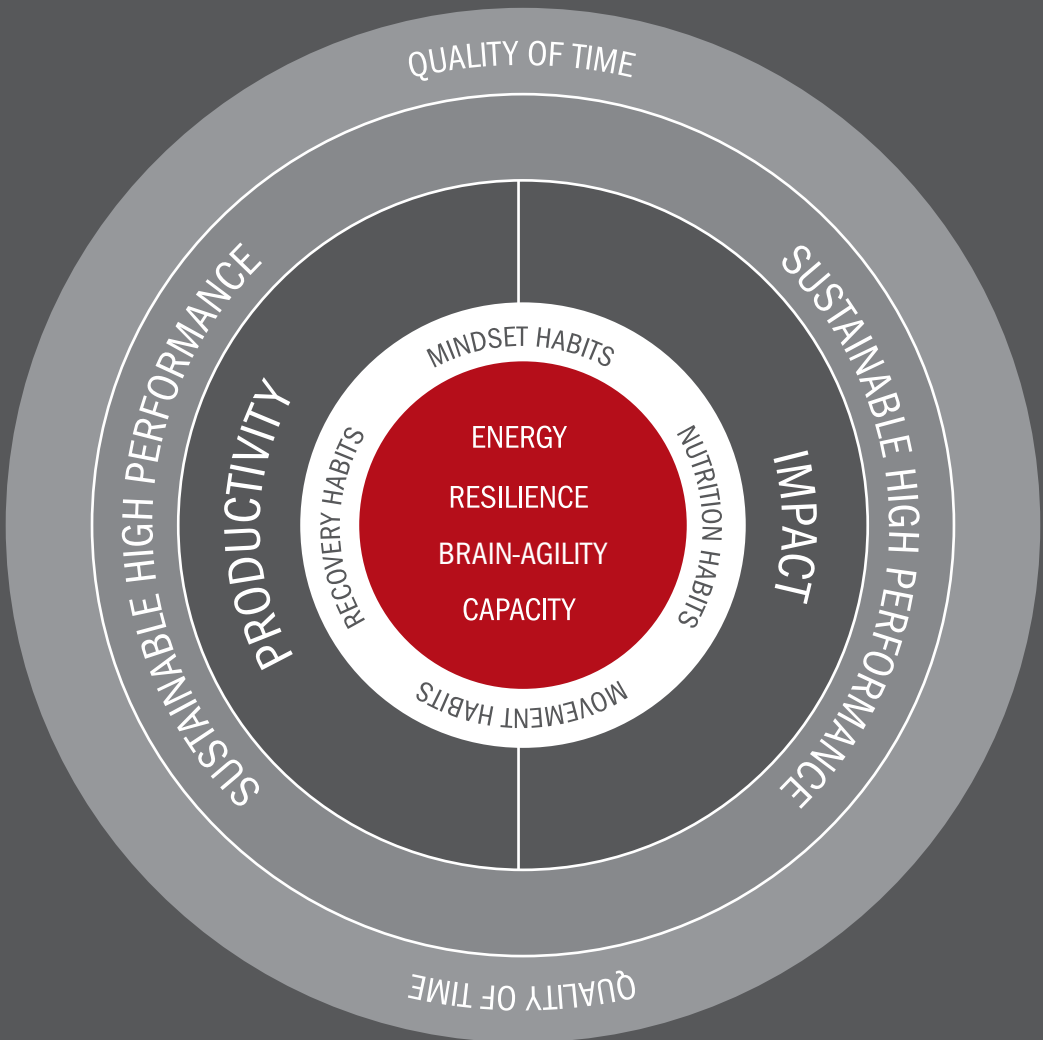 QUALITY OF TIME
SUSTAINABLE HIGH PERFORMANCE
SUSTAINABLE HIGH PERFORMANCE
PRODUCTIVITY
IMPACT
MINDSET HABITS
RECOVERY HABITS
NUTRITION HABITS
ENERGY
RESILIENCE
BRAIN-AGILITY
CAPACITY
MOVEMENT HABITS
QUALITY OF TIME